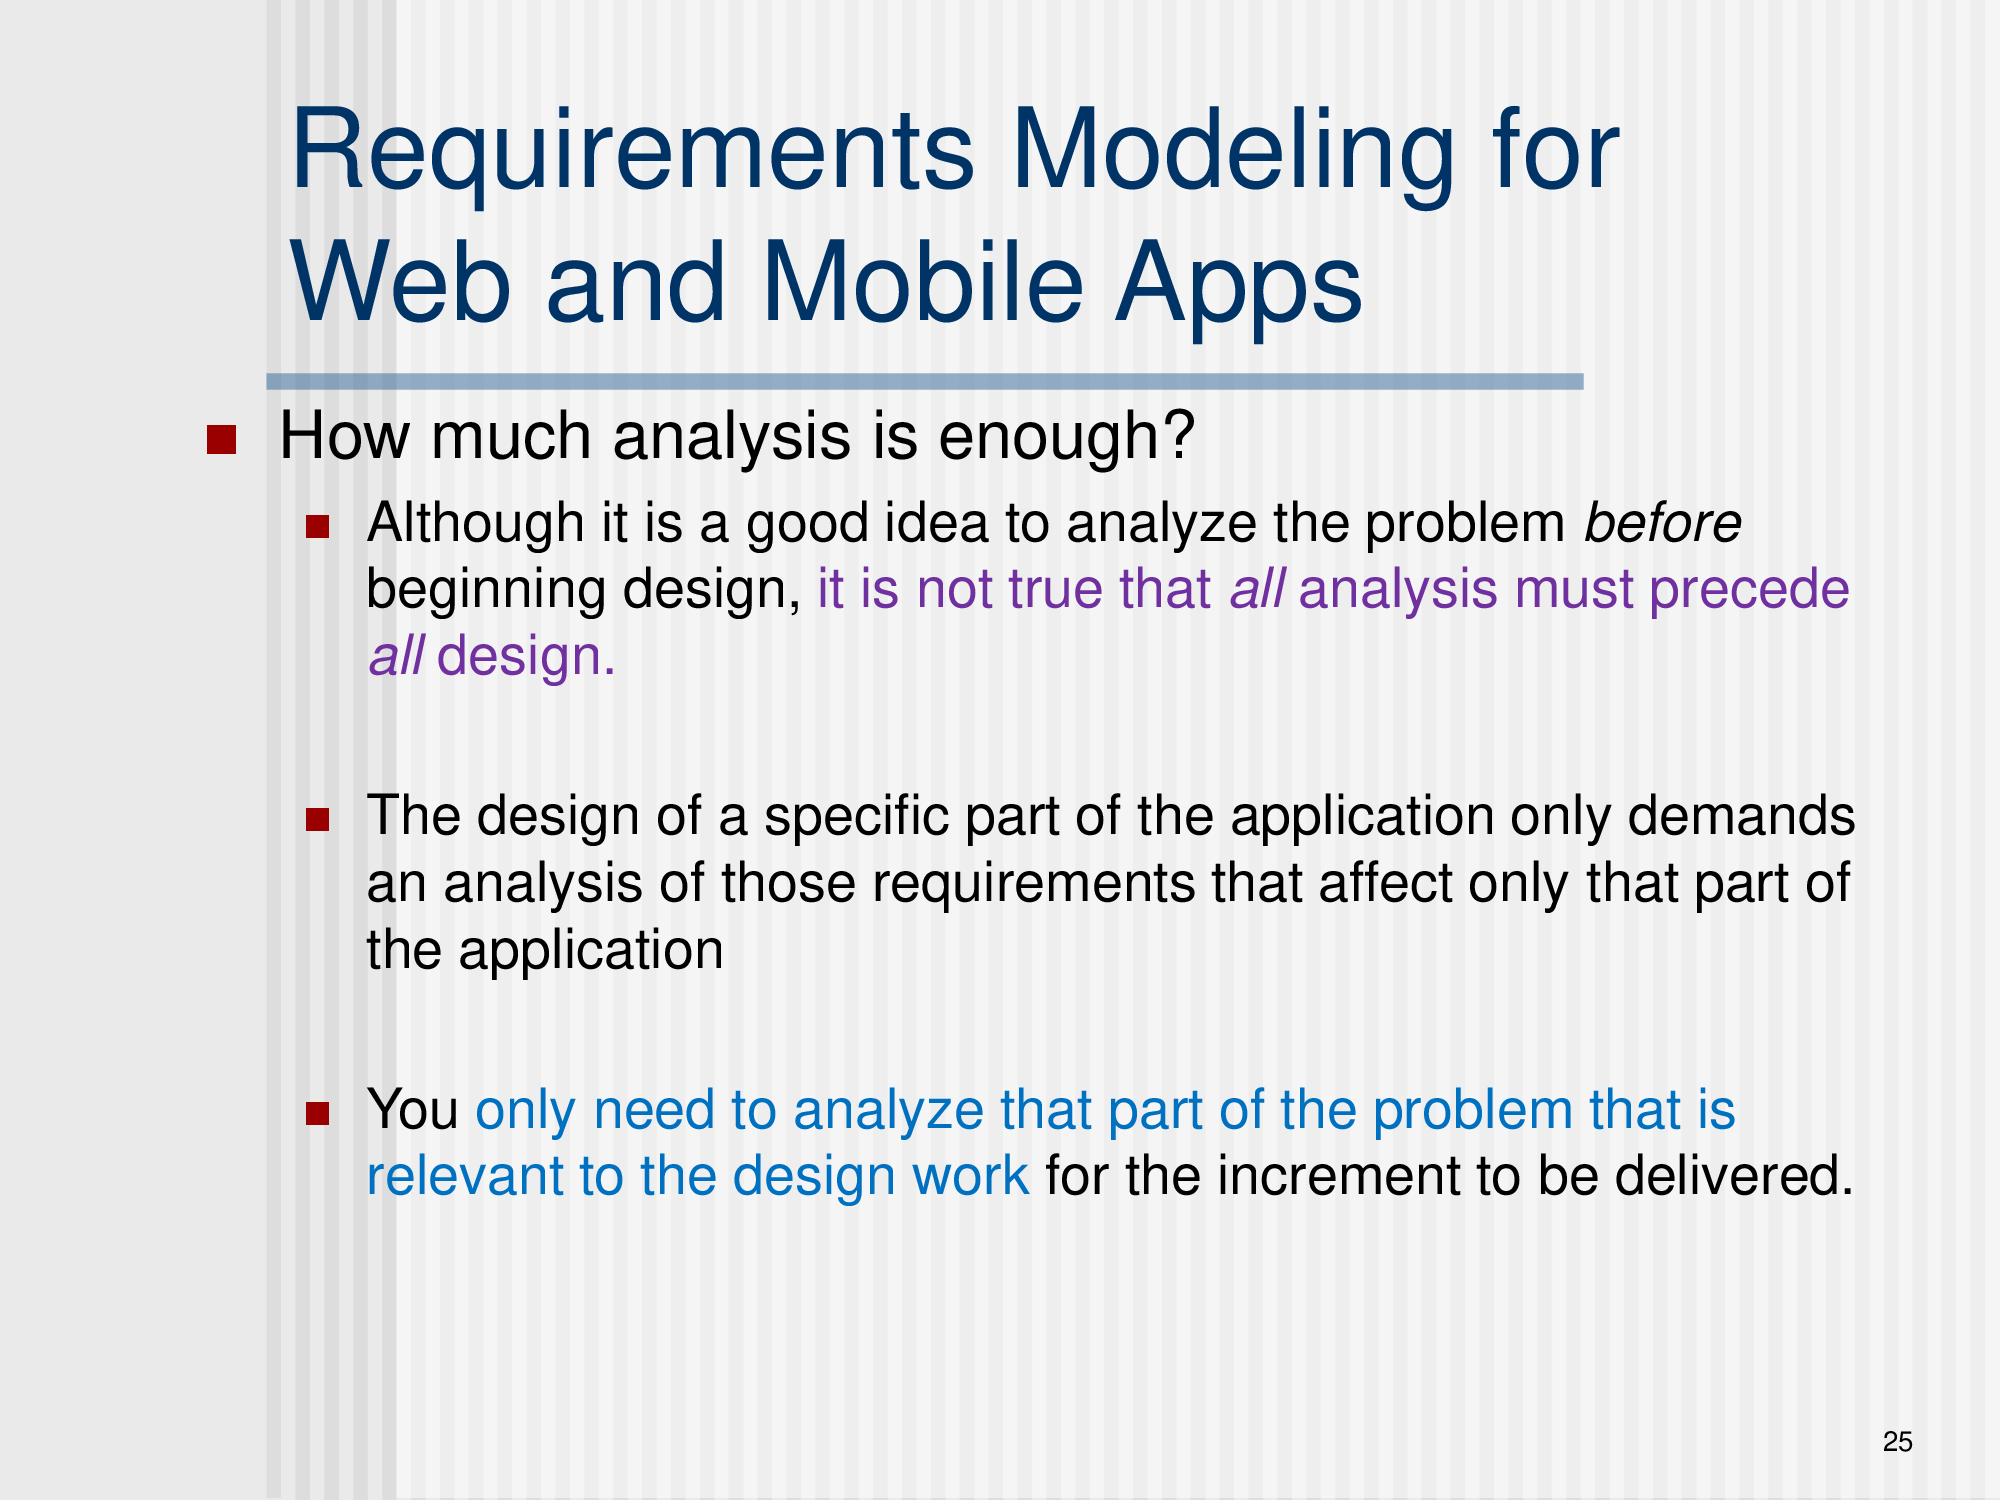 Requirements Modeling for
Web and Mobile Apps
How much analysis is enough?
Although it is a good idea to analyze the problem before
beginning design, it is not true that all analysis must precede
all design.
The design of a specific part of the application only demands
an analysis of those requirements that affect only that part of
the application
You only need to analyze that part of the problem that is
relevant to the design work for the increment to be delivered.
25